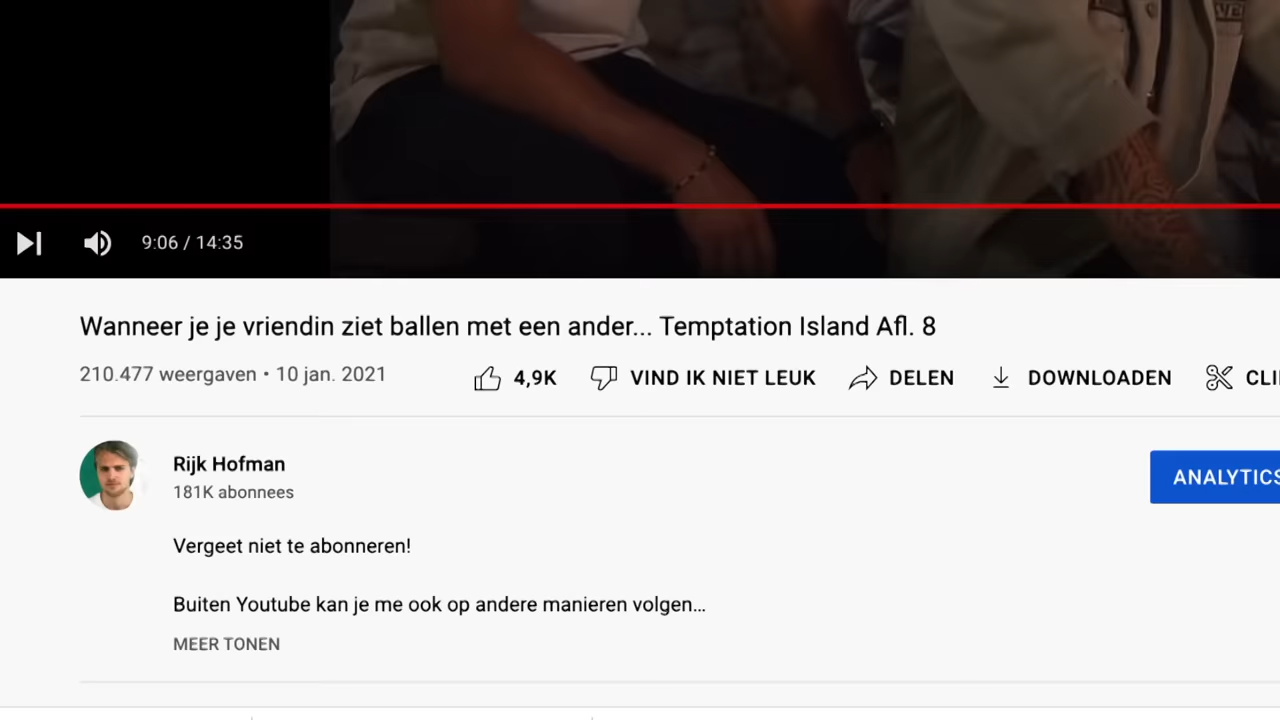 9:06 / 14:35
Wanneer je je vriendin ziet ballen met een ander... Temptation Island Afl. 8
210.477 weergaven • 10 jan. 2021
4,9K VIND IK NIET LEUK DELEN DOWNLOADEN CLI
Rijk Hofman
181K abonnees
ANALYTICS
Vergeet niet te abonneren!
Buiten Youtube kan je me ook op andere manieren volgen...
MEER TONEN